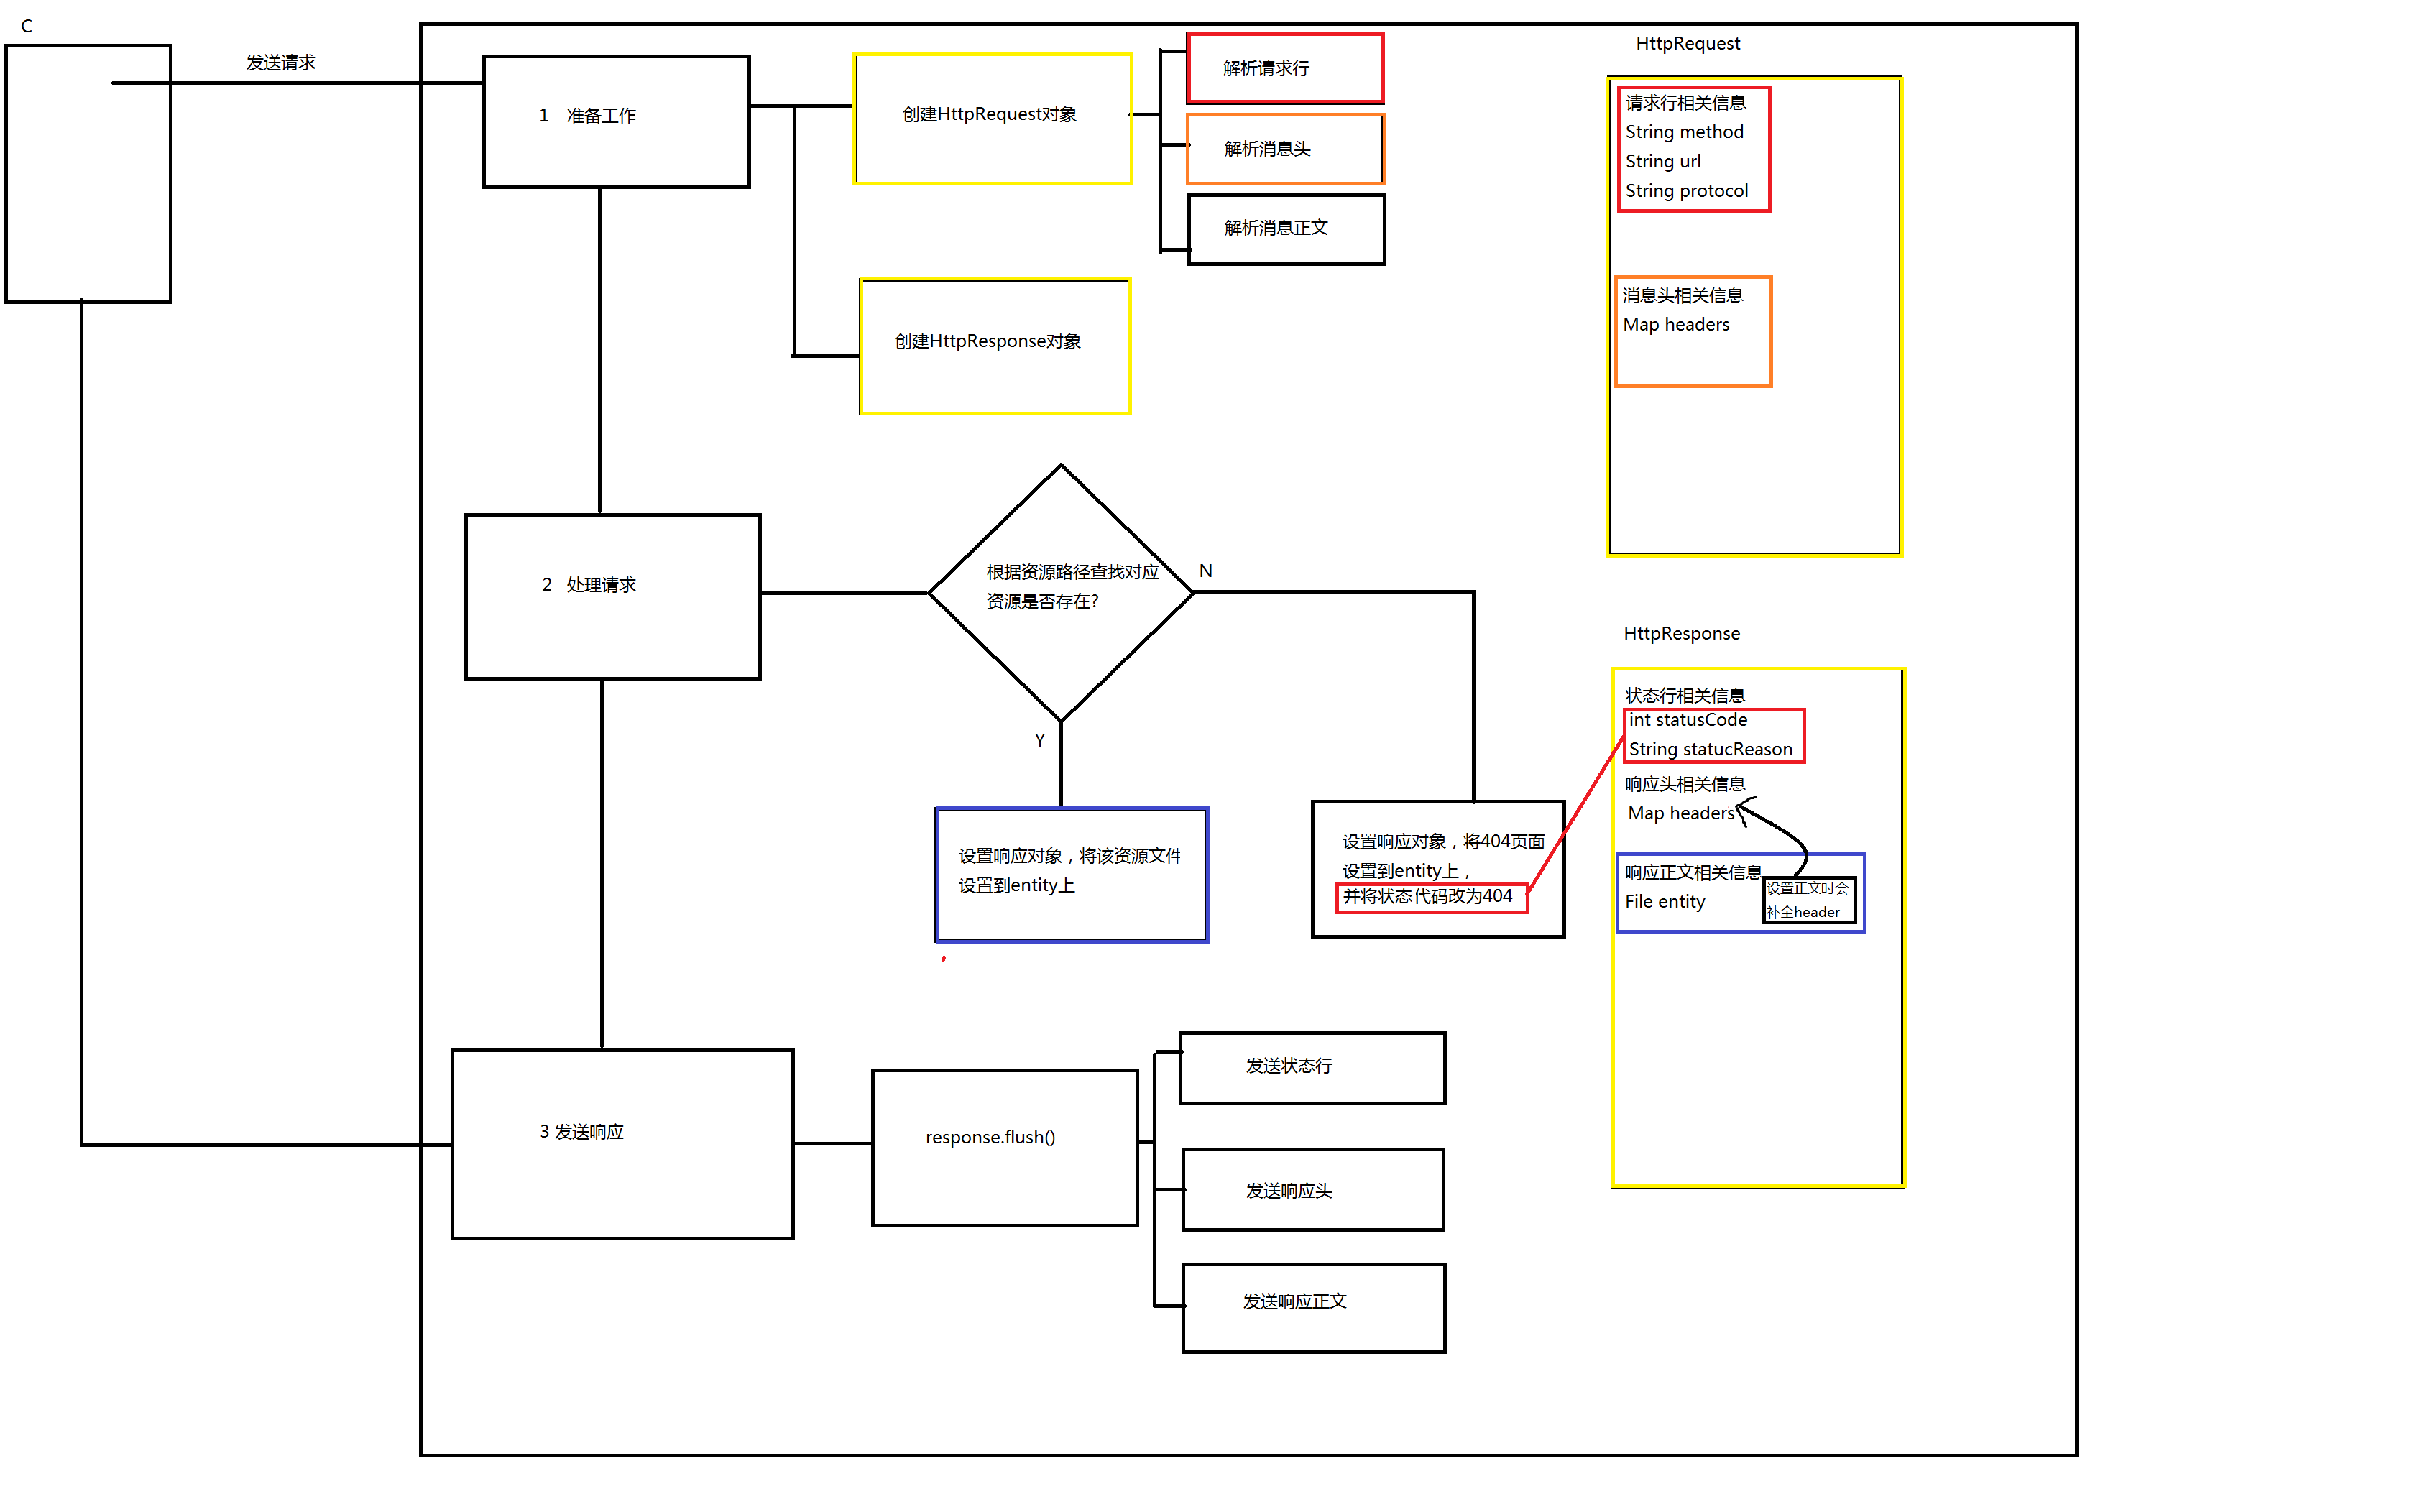 C
发送请求
1 准备工作
创建HttpRequest对象
解析请求行
解析消息头
解析消息正文
创建HttpResponse对象
HttpRequest
请求行相关信息
String method
String url
String protocol
消息头相关信息
Map headers
2 处理请求
根据资源路径查找对应
资源是否存在?
N
Y
设置响应对象，将该资源文件
设置到entity上
设置响应对象，将404页面
设置到entity上，
并将状态代码改为404
HttpResponse
状态行相关信息
int statusCode
String statucReason
响应头相关信息
Map headers
响应正文相关信息
File entity
设置正文时会
补全header
3 发送响应
response.flush()
发送状态行
发送响应头
发送响应正文